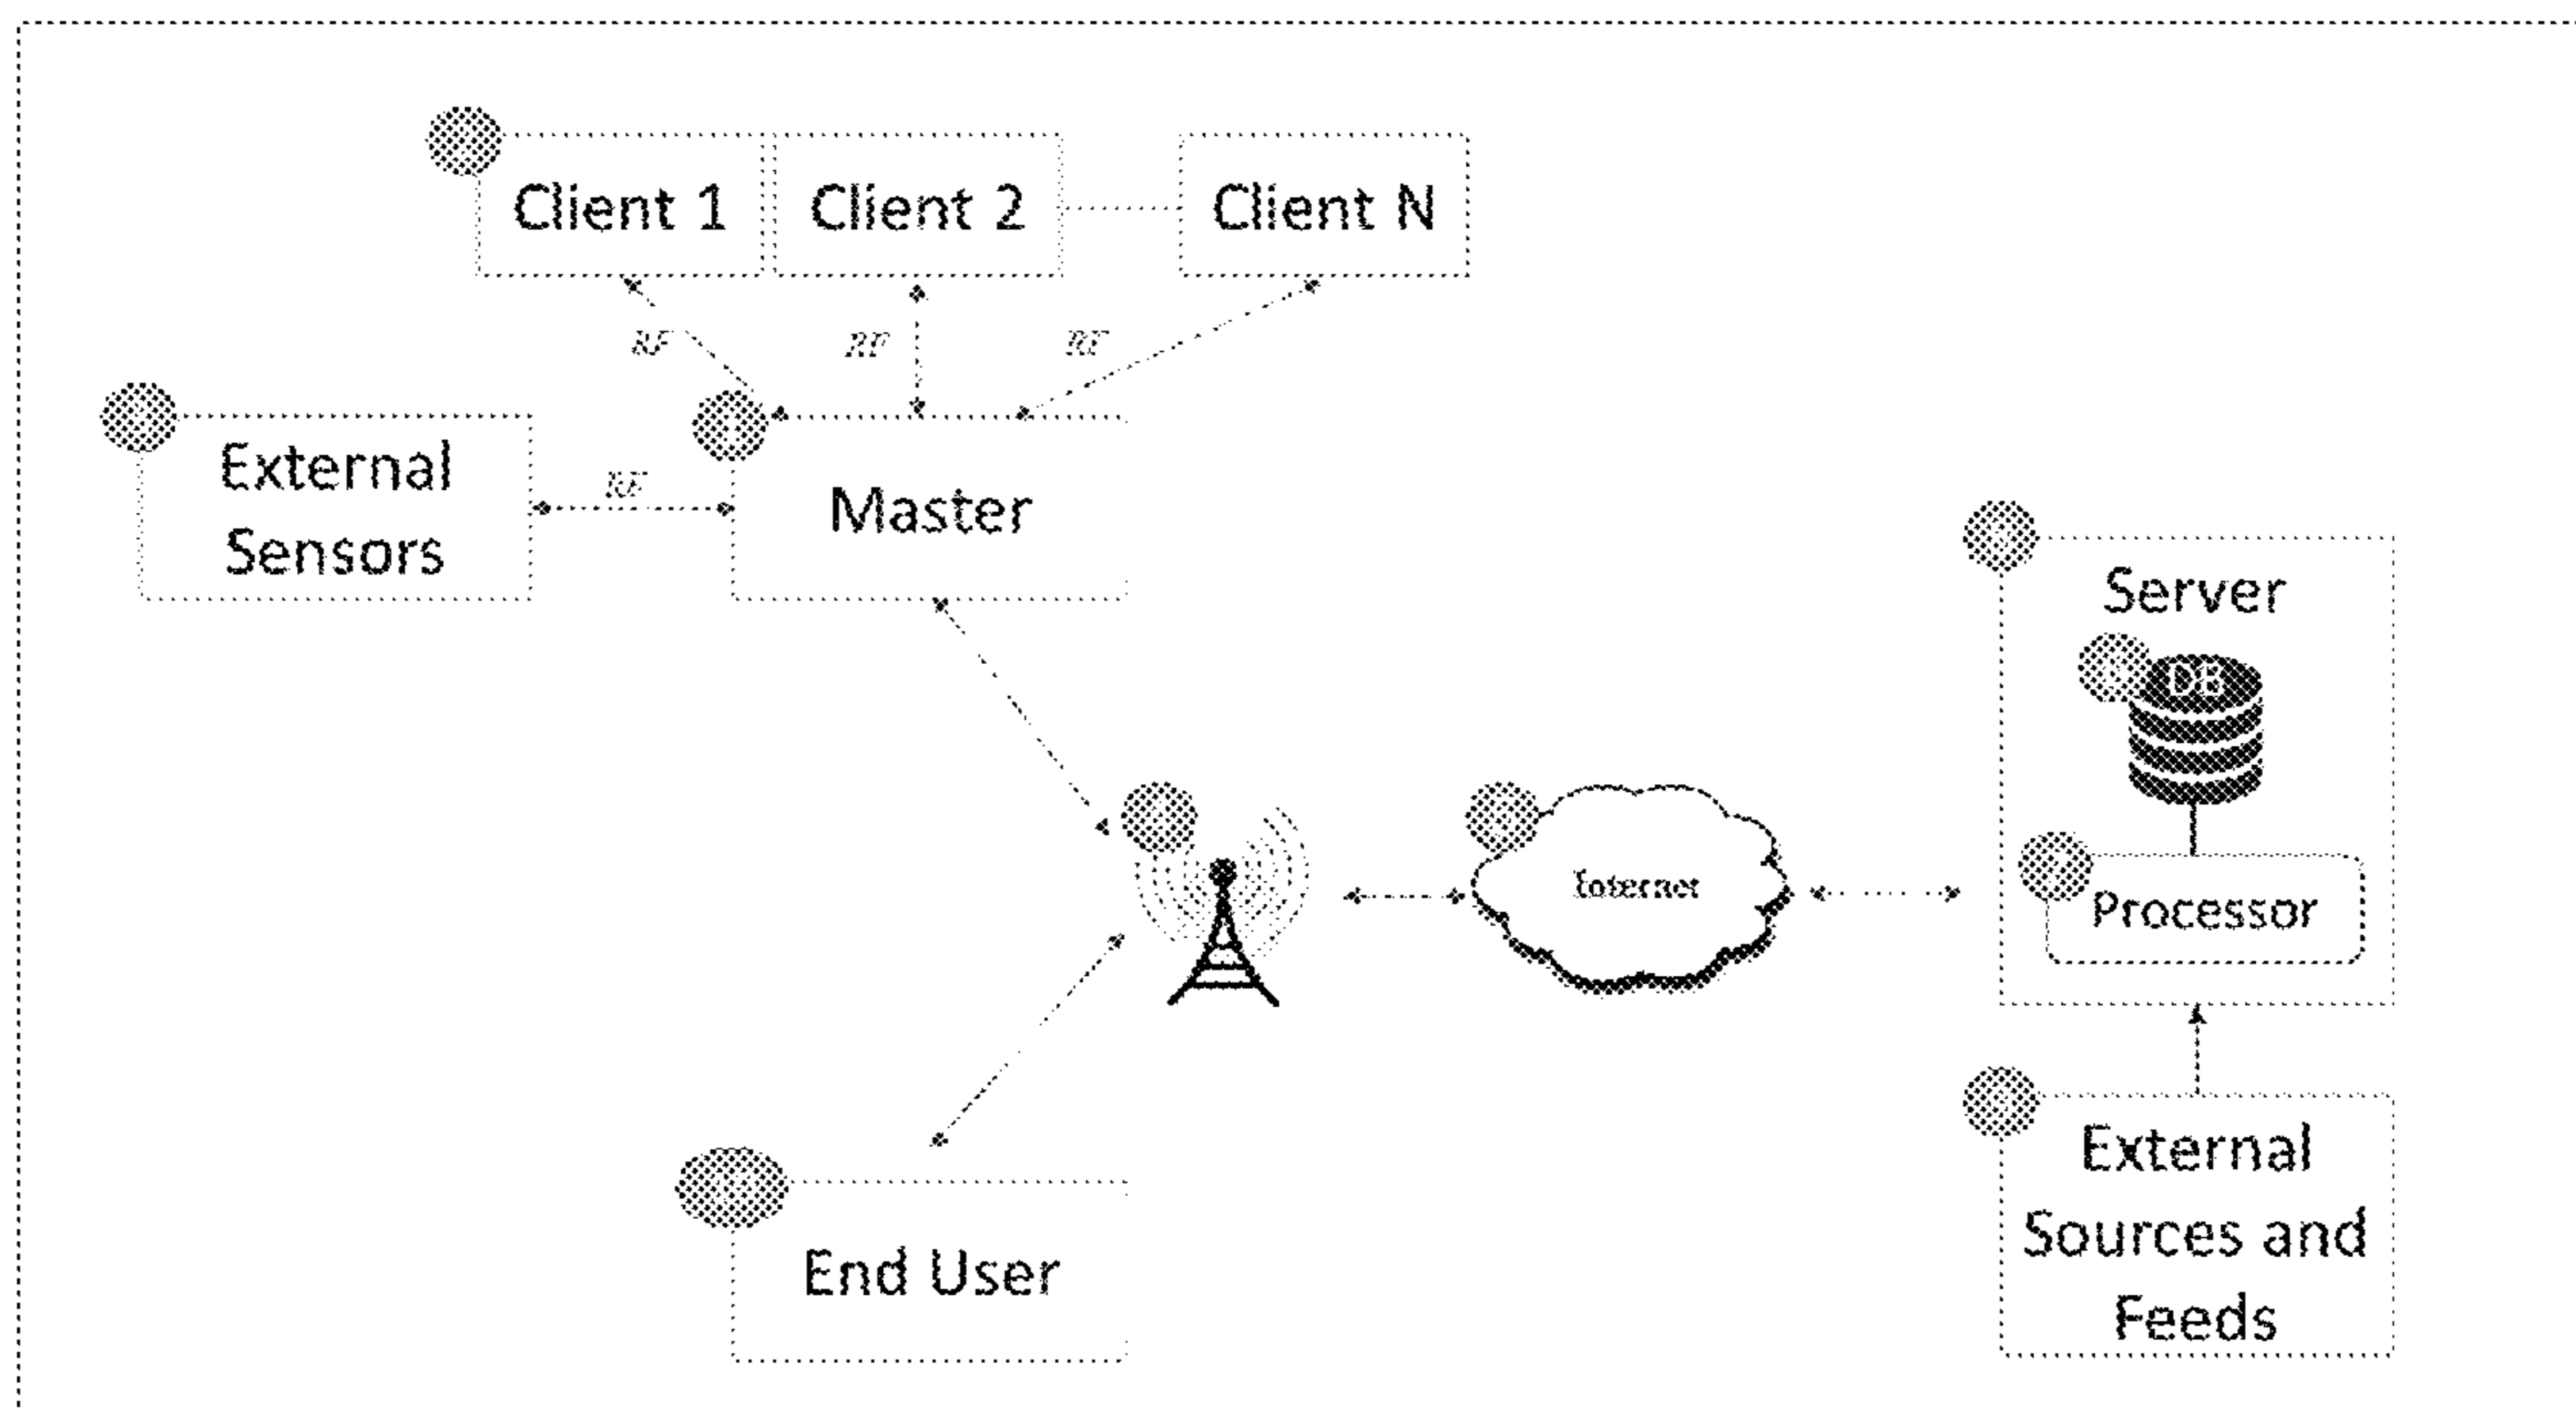 Client 1
Client 2
Client N
RF
RF
RF
External
Sensors
RF
Master
Server
DB
Processor
Internet
End User
External
Sources and
Feeds